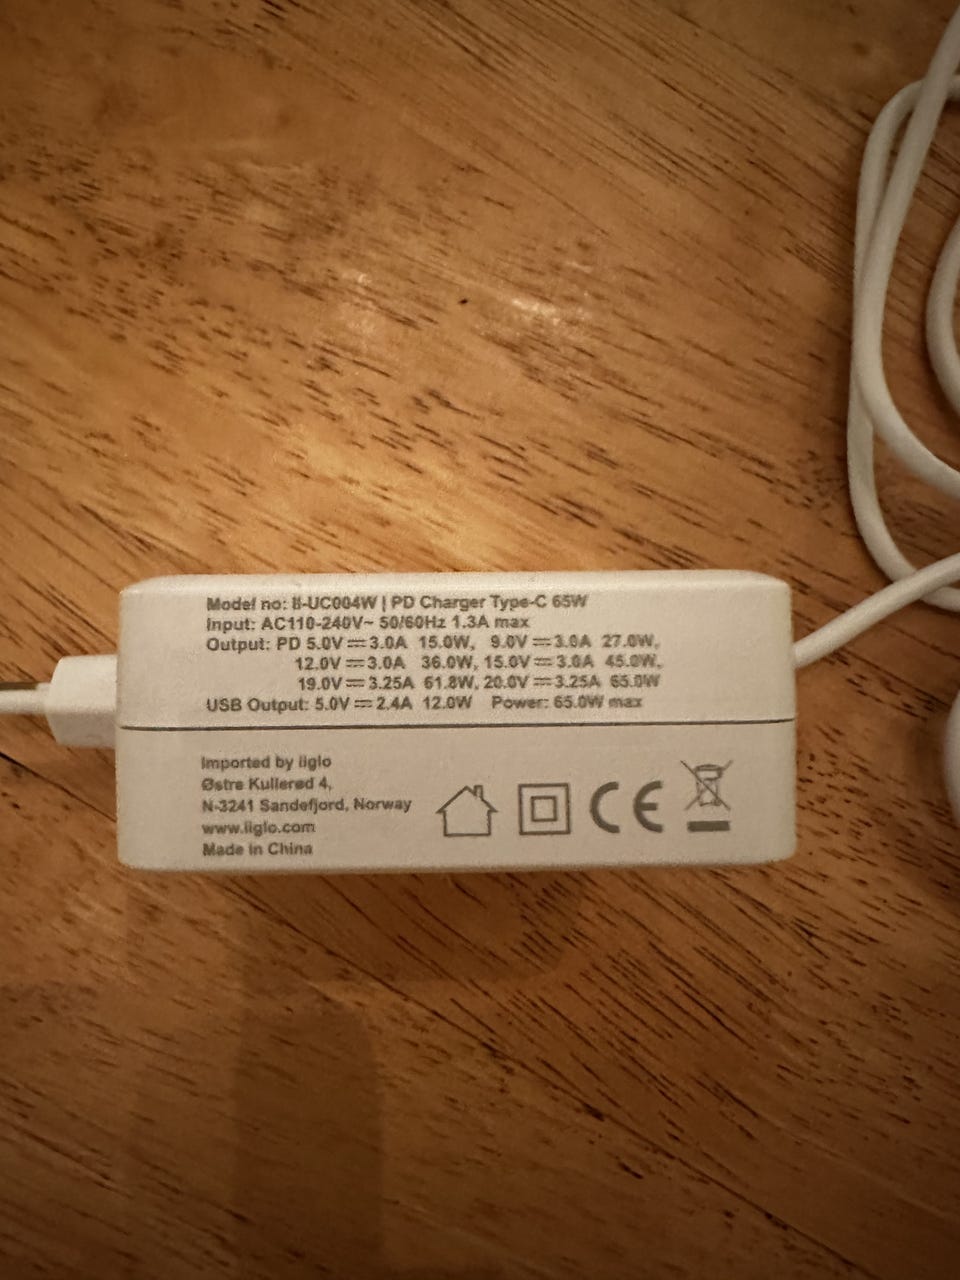 Model no: II-UC004W | PD Charger Type-C 65W
Input: AC110-240V~ 50/60Hz 1.3A max
Output: PD 5.0V⎓3.0A 15.0W, 9.0V⎓3.0A 27.0W,
12.0V⎓3.0A 36.0W, 15.0V⎓3.0A 45.0W,
19.0V⎓3.25A 61.8W, 20.0V⎓3.25A 65.0W
USB Output: 5.0V⎓2.4A 12.0W Power: 65.0W max
Imported by iiglo
Østre Kullerød 4,
N-3241 Sandefjord, Norway
www.iiglo.com
Made in China
CE